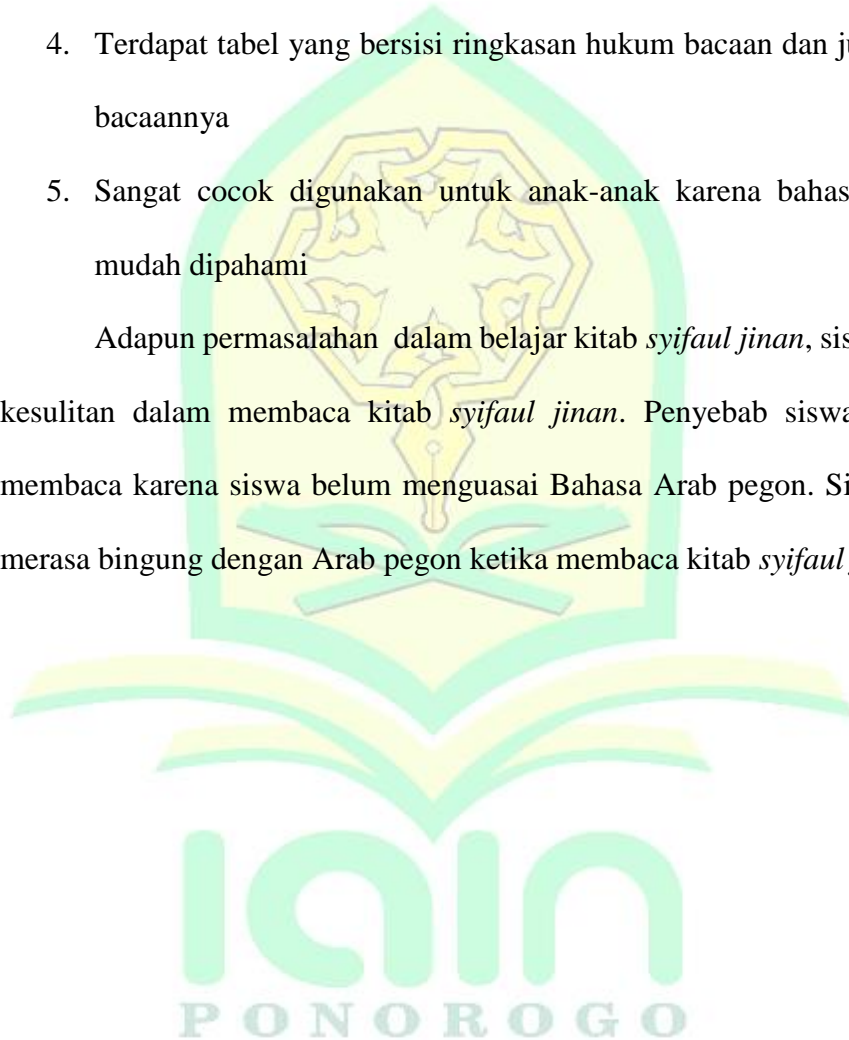 4. Terdapat tabel yang bersisi ringkasan hukum bacaan dan
bacaannya
5. Sangat cocok digunakan untuk anak-anak karena
mudah dipahami
Adapun permasalahan dalam belajar kitab syifaul jinan,
kesulitan dalam membaca kitab syifaul jinan. Penyebab siswa
membaca karena siswa belum menguasai Bahasa Arab pegon.
merasa bingung dengan Arab pegon ketika membaca kitab syifaul
iain
PONOROGO